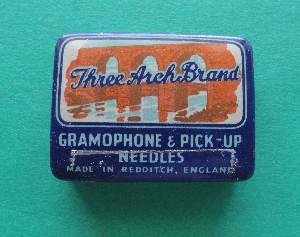 Three Arch Brand
GRAMOPHONE & PICK-UP
NEEDLES
MADE IN REDDITCH, ENGLAND